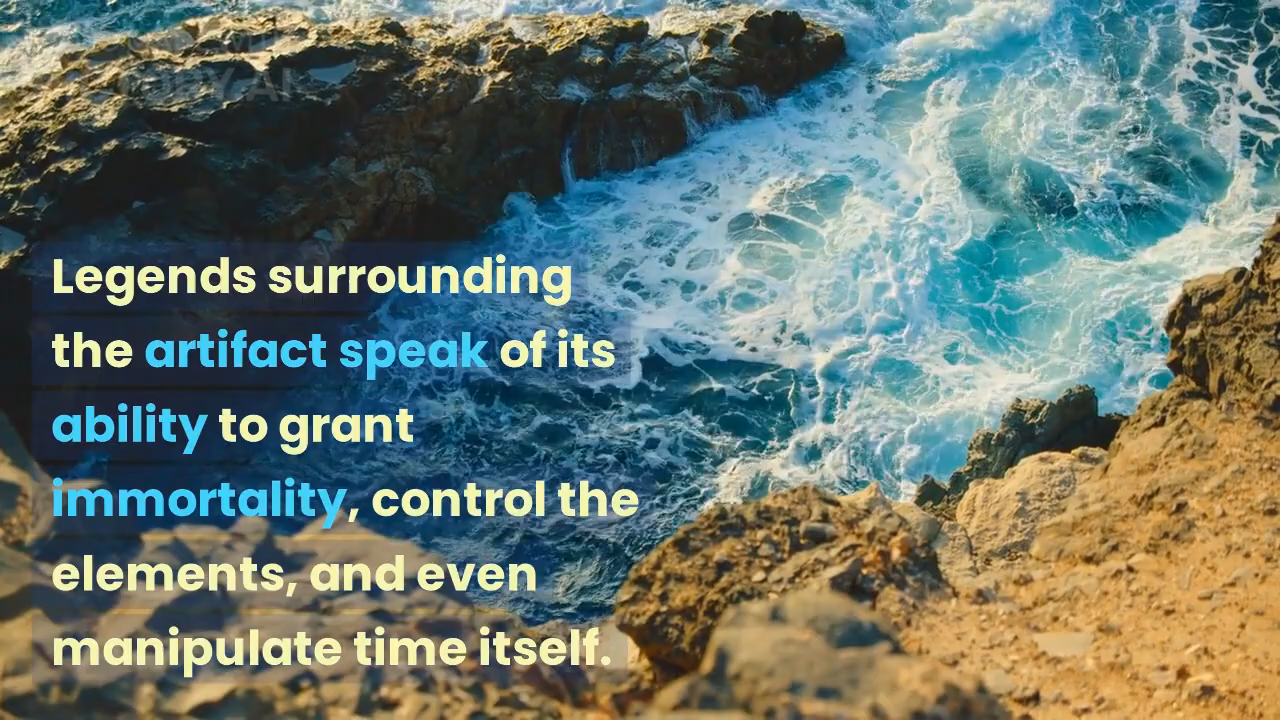 Legends surrounding
the artifact speak of its
ability to grant
immortality, control the
elements, and even
manipulate time itself.